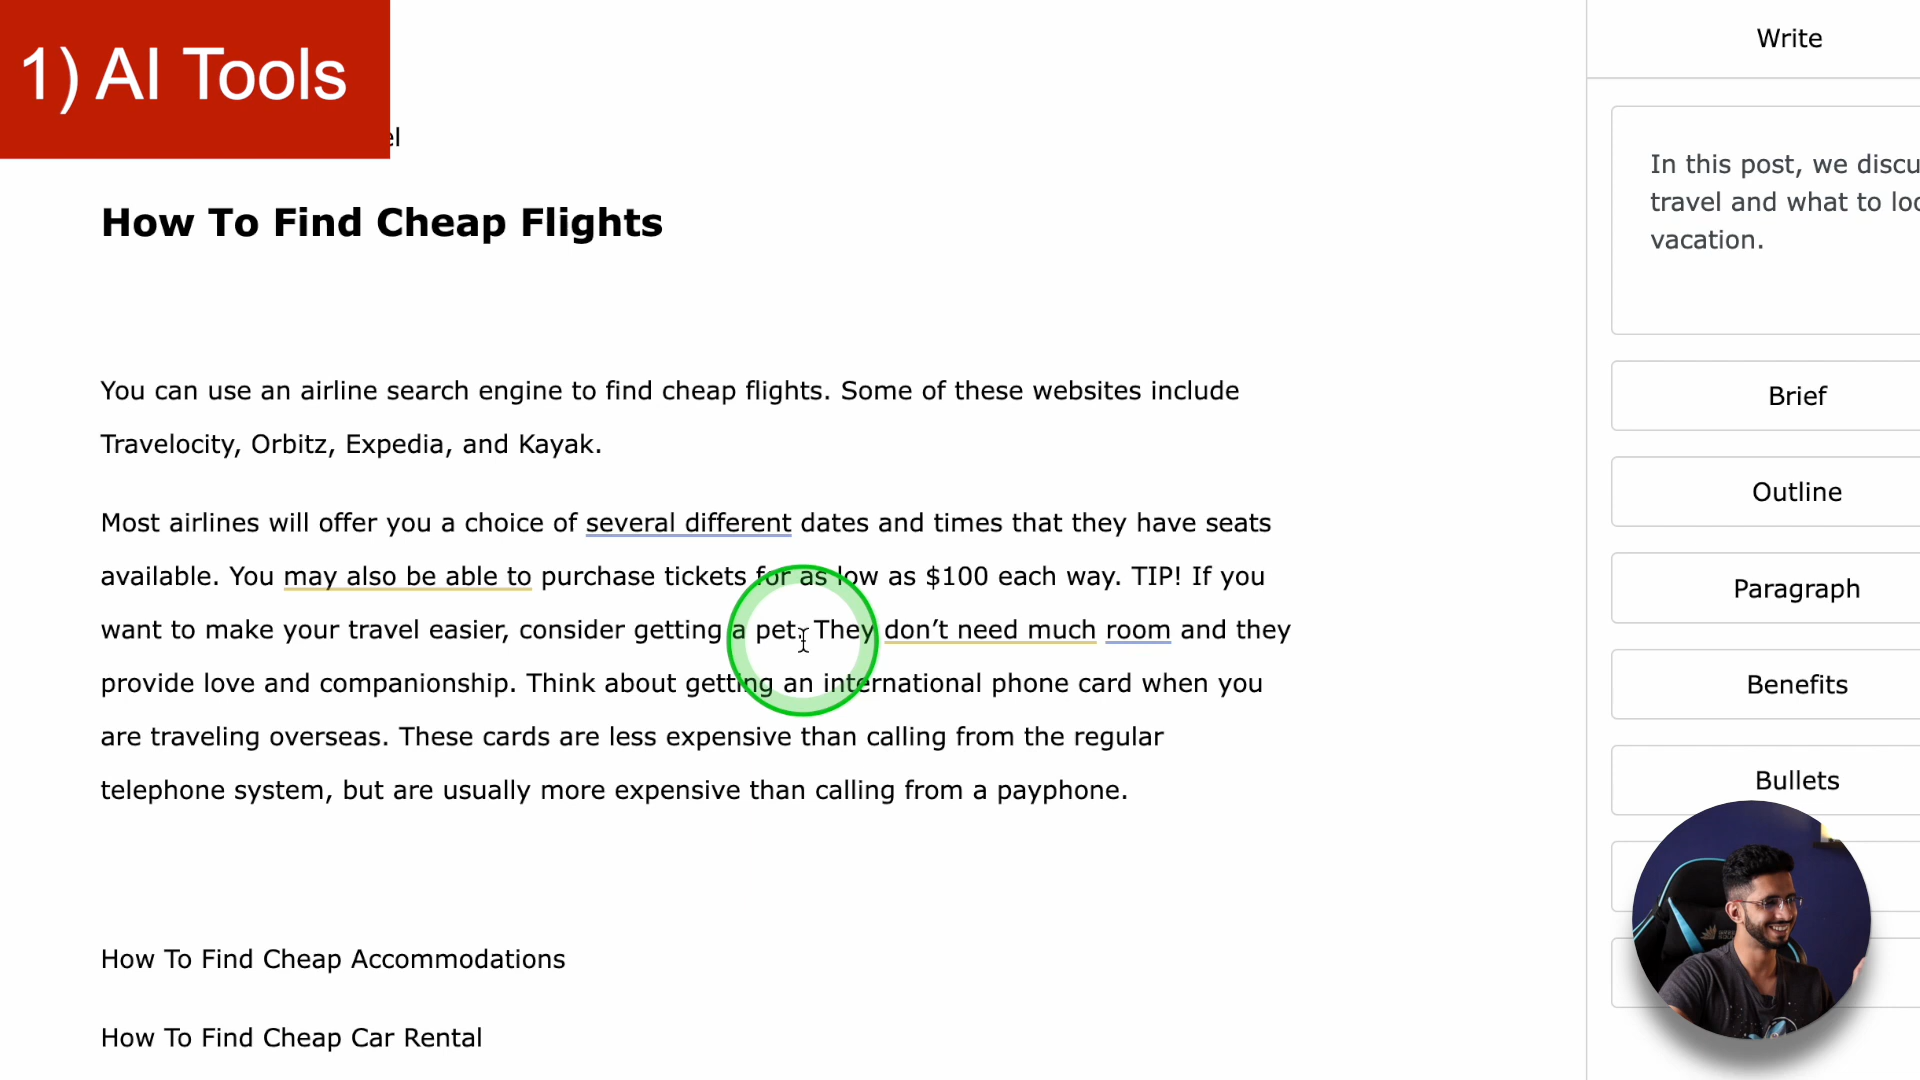 1) AI Tools
How To Find Cheap Flights
You can use an airline search engine to find cheap flights. Some of these websites include
Travelocity, Orbitz, Expedia, and Kayak.
Most airlines will offer you a choice of several different dates and times that they have seats
available. You may also be able to purchase tickets for as low as $100 each way. TIP! If you
want to make your travel easier, consider getting a pet. They don’t need much room and they
provide love and companionship. Think about getting an international phone card when you
are traveling overseas. These cards are less expensive than calling from the regular
telephone system, but are usually more expensive than calling from a payphone.
How To Find Cheap Accommodations
How To Find Cheap Car Rental
Write
In this post, we discu
travel and what to loo
vacation.
Brief
Outline
Paragraph
Benefits
Bullets